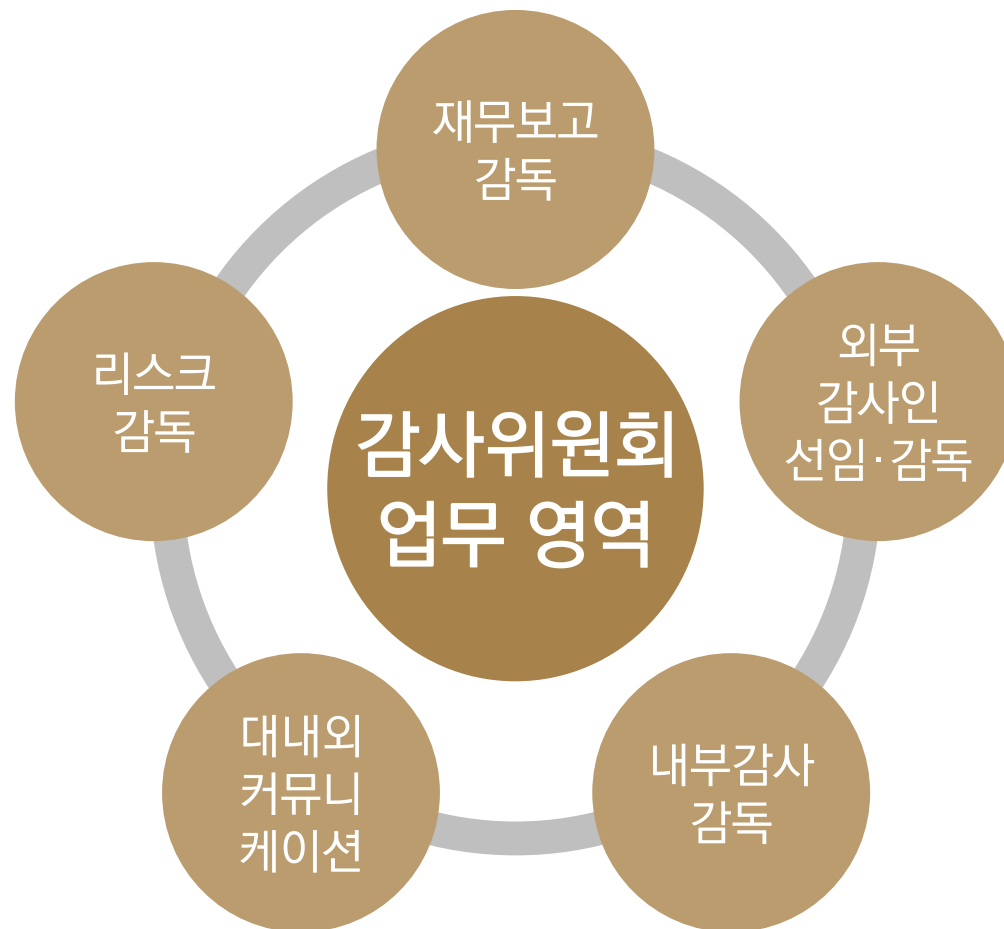 재무보고
감독
외부
감사인
선임·감독
내부감사
감독
대내외
커뮤니
케이션
리스크
감독
감사위원회
업무 영역